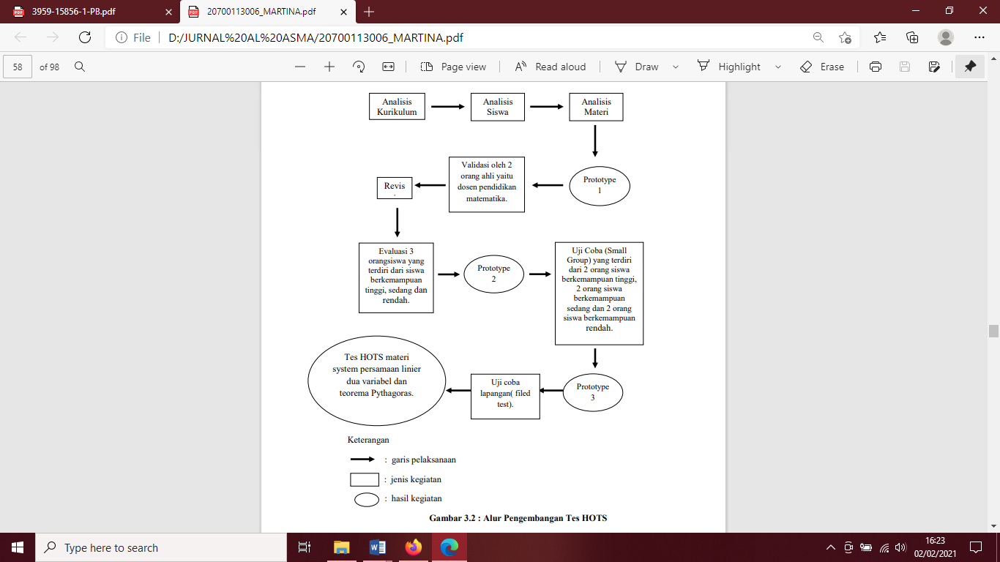 3959-15856-1-PB.pdf
20700113006_MARTINA.pdf
File
D:/JURNAL%20AL%20ASMA/20700113006_MARTINA.pdf
58
of 98
Page view
Read aloud
Draw
Highlight
Erase
Analisis
Kurikulum
Analisis
Siswa
Analisis
Materi
Prototype
1
Validasi oleh 2
orang ahli yaitu
dosen pendidikan
matematika.
Revis
Evaluasi 3
orangsiswa yang
terdiri dari siswa
berkemampuan
tinggi, sedang dan
rendah.
Prototype
2
Uji Coba (Small
Group) yang terdiri
dari 2 orang siswa
berkemampuan tinggi,
2 orang siswa
berkemampuan
sedang dan 2 orang
siswa berkemampuan
rendah.
Prototype
3
Uji coba
lapangan( filed
test).
Tes HOTS materi
system persamaan linier
dua variabel dan
teorema Pythagoras.
Keterangan
: garis pelaksanaan
: jenis kegiatan
: hasil kegiatan
Gambar 3.2 : Alur Pengembangan Tes HOTS
Type here to search
16:23
02/02/2021